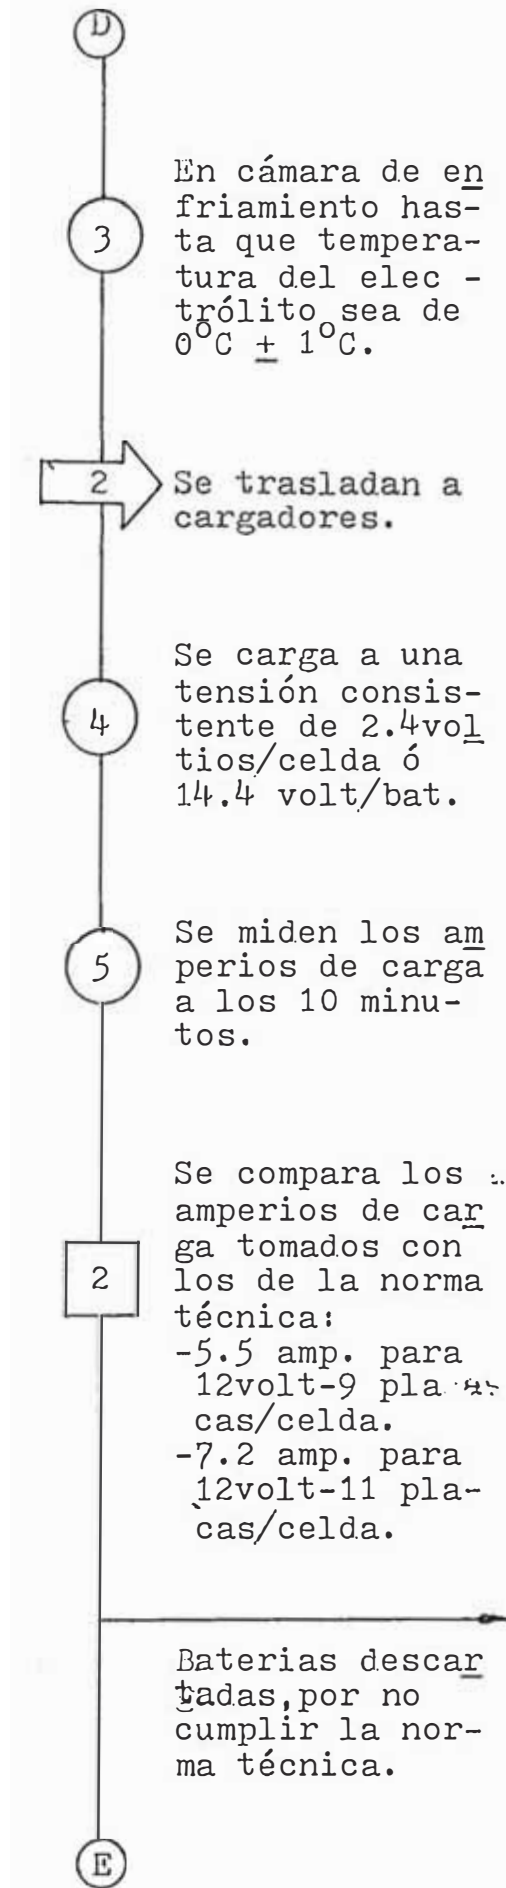 D
3
En cámara de en
friamiento has-
ta que tempera-
tura del elec -
trólito sea de
0°C ± 1°C.
2
Se trasladan a
cargadores.
4
Se carga a una
tensión consis-
tente de 2.4vol
tios/celda ó
14.4 volt/bat.
5
Se miden los am
perios de carga
a los 10 minu-
tos.
2
Se compara los
amperios de car
ga tomados con
los de la norma
técnica:
-5.5 amp. para
12volt-9 pla
cas/celda.
-7.2 amp. para
12volt-11 pla-
cas/celda.
Baterias descar
tadas,por no
cumplir la nor-
ma técnica.
E